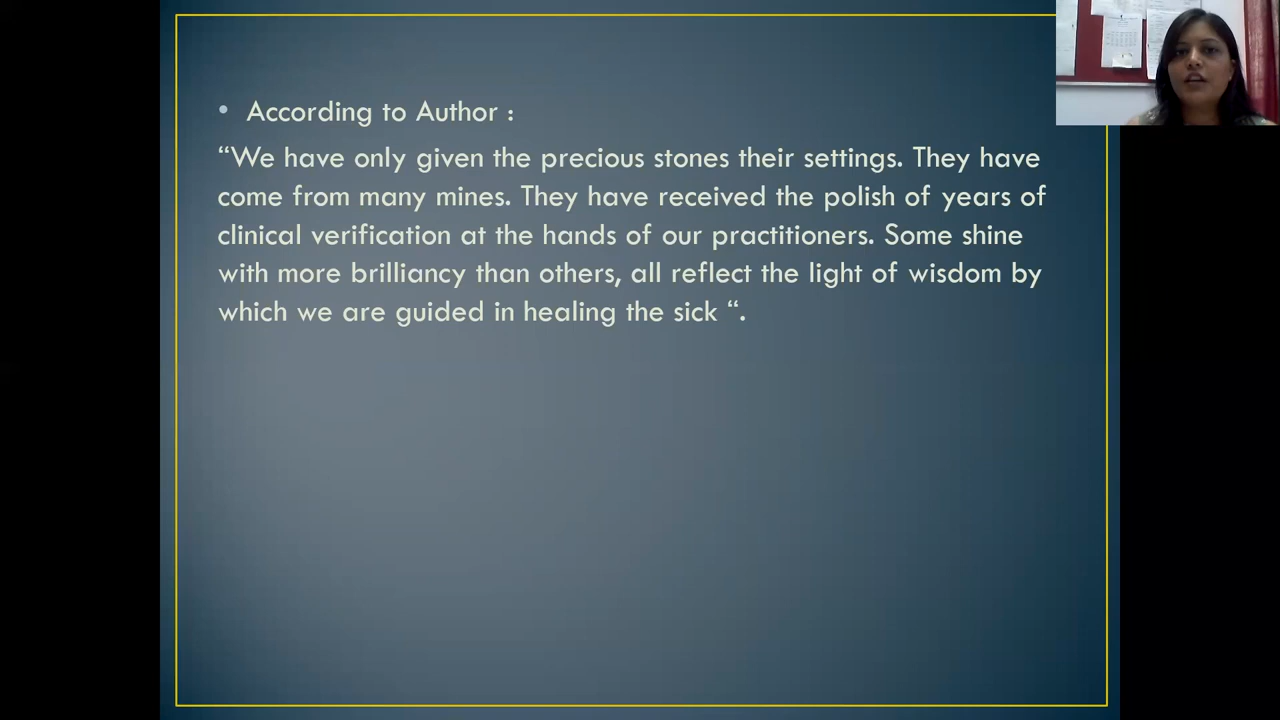 • According to Author :
“We have only given the precious stones their settings. They have
come from many mines. They have received the polish of years of
clinical verification at the hands of our practitioners. Some shine
with more brilliancy than others, all reflect the light of wisdom by
which we are guided in healing the sick “.